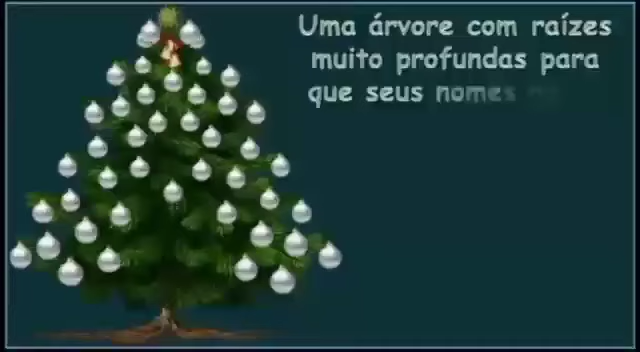 Uma árvore com raízes
muito profundas para
que seus nomes